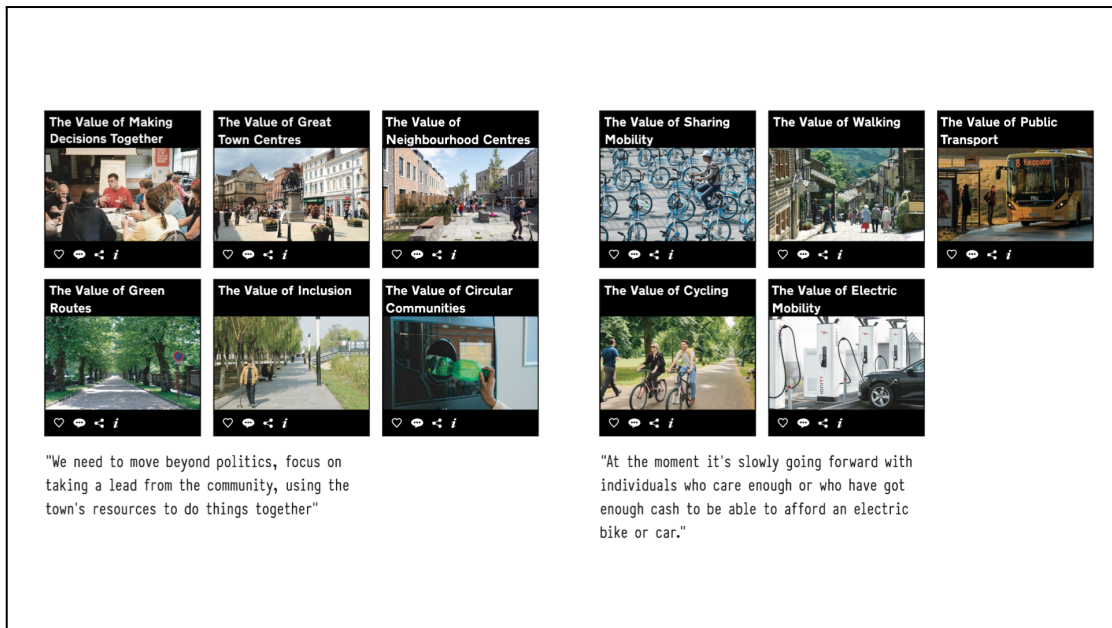 The Value of Making
Decisions Together
The Value of Great
Town Centres
The Value of
Neighbourhood Centres
The Value of Green
Routes
The Value of Inclusion
The Value of Circular
Communities
"We need to move beyond politics, focus on
taking a lead from the community, using the
town's resources to do things together"
The Value of Sharing
Mobility
The Value of Walking
The Value of Public
Transport
8 Kauppatori
The Value of Cycling
The Value of Electric
Mobility
IONITY
"At the moment it's slowly going forward with
individuals who care enough or who have got
enough cash to be able to afford an electric
bike or car."